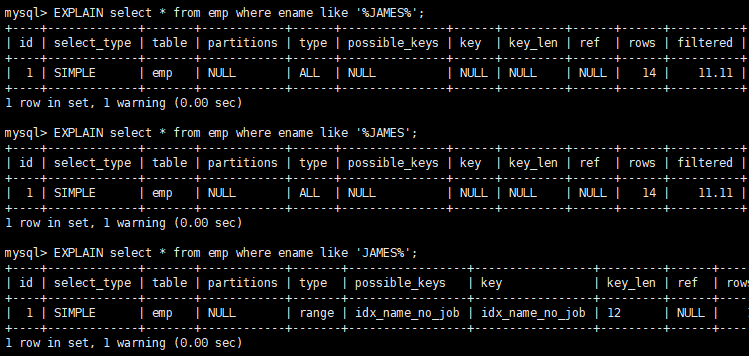 mysql> EXPLAIN select * from emp where ename like '%JAMES%';
+----+-------------+-------+------------+------+---------------+------+---------+------+------+----------+
| id | select_type | table | partitions | type | possible_keys | key | key_len | ref | rows | filtered |
+----+-------------+-------+------------+------+---------------+------+---------+------+------+----------+
| 1 | SIMPLE | emp | NULL | ALL | NULL | NULL | NULL | NULL | 14 | 11.11 |
+----+-------------+-------+------------+------+---------------+------+---------+------+------+----------+
1 row in set, 1 warning (0.00 sec)
mysql> EXPLAIN select * from emp where ename like '%JAMES';
+----+-------------+-------+------------+------+---------------+------+---------+------+------+----------+
| id | select_type | table | partitions | type | possible_keys | key | key_len | ref | rows | filtered |
+----+-------------+-------+------------+------+---------------+------+---------+------+------+----------+
| 1 | SIMPLE | emp | NULL | ALL | NULL | NULL | NULL | NULL | 14 | 11.11 |
+----+-------------+-------+------------+------+---------------+------+---------+------+------+----------+
1 row in set, 1 warning (0.00 sec)
mysql> EXPLAIN select * from emp where ename like 'JAMES%';
+----+-------------+-------+------------+-------+-----------------+-----------------+---------+------+-----
| id | select_type | table | partitions | type | possible_keys | key | key_len | ref | rows
+----+-------------+-------+------------+-------+-----------------+-----------------+---------+------+-----
| 1 | SIMPLE | emp | NULL | range | idx_name_no_job | idx_name_no_job | 12 | NULL |
+----+-------------+-------+------------+-------+-----------------+-----------------+---------+------+-----
1 row in set, 1 warning (0.00 sec)